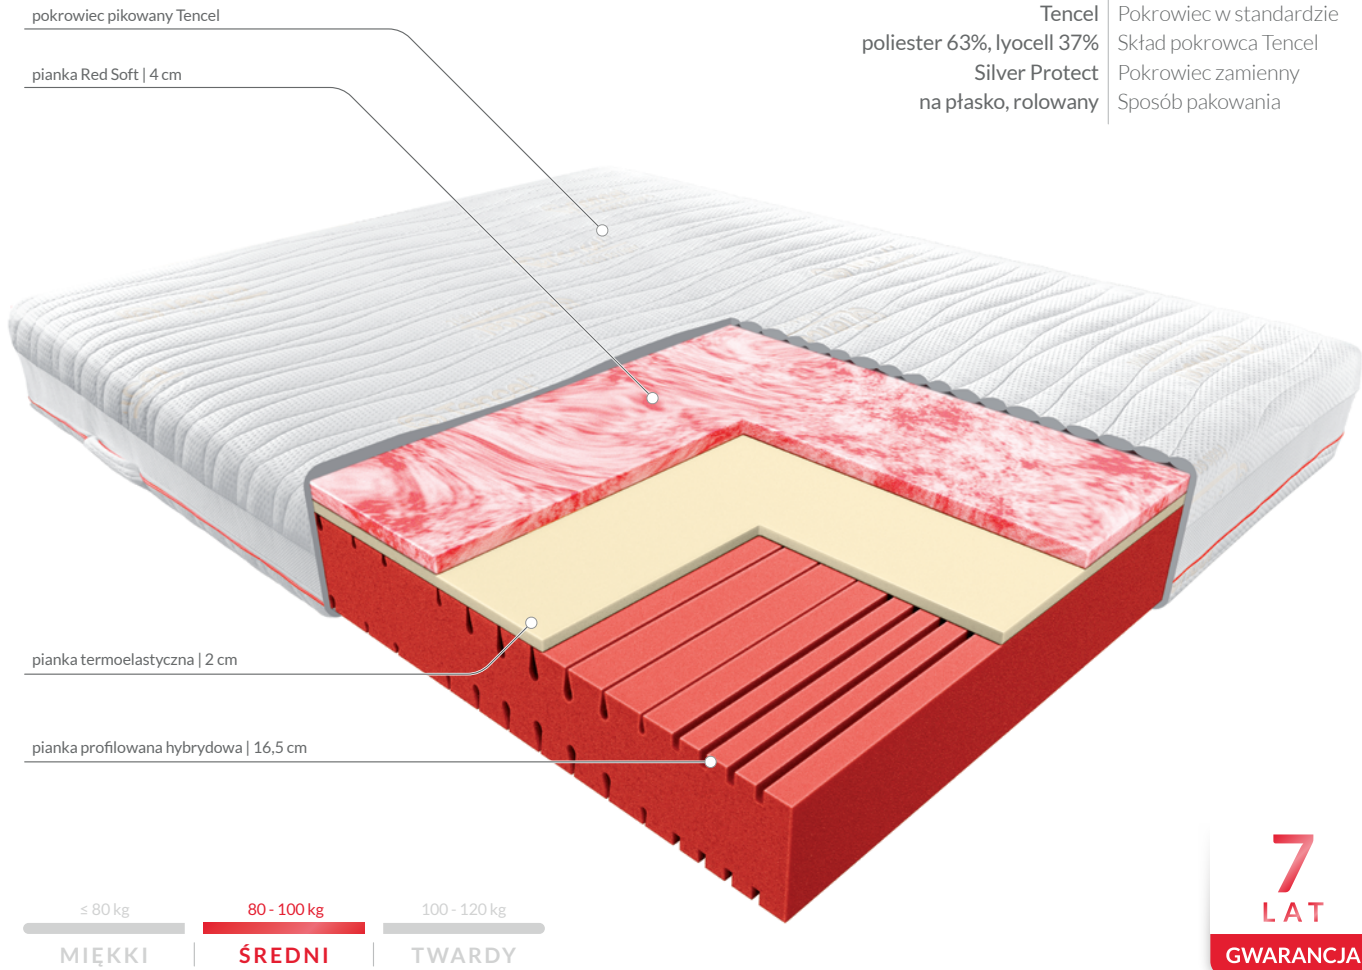 pokrowiec pikowany Tencel
pianka Red Soft | 4 cm
Tencel | Pokrowiec w standardzie
poliester 63%, lyocell 37% | Skład pokrowca Tencel
Silver Protect | Pokrowiec zamienny
na płasko, rolowany | Sposób pakowania
pianka termoelastyczna | 2 cm
pianka profilowana hybrydowa | 16,5 cm
≤ 80 kg 80 - 100 kg 100 - 120 kg
MIĘKKI | ŚREDNI | TWARDY
7
LAT
GWARANCJA